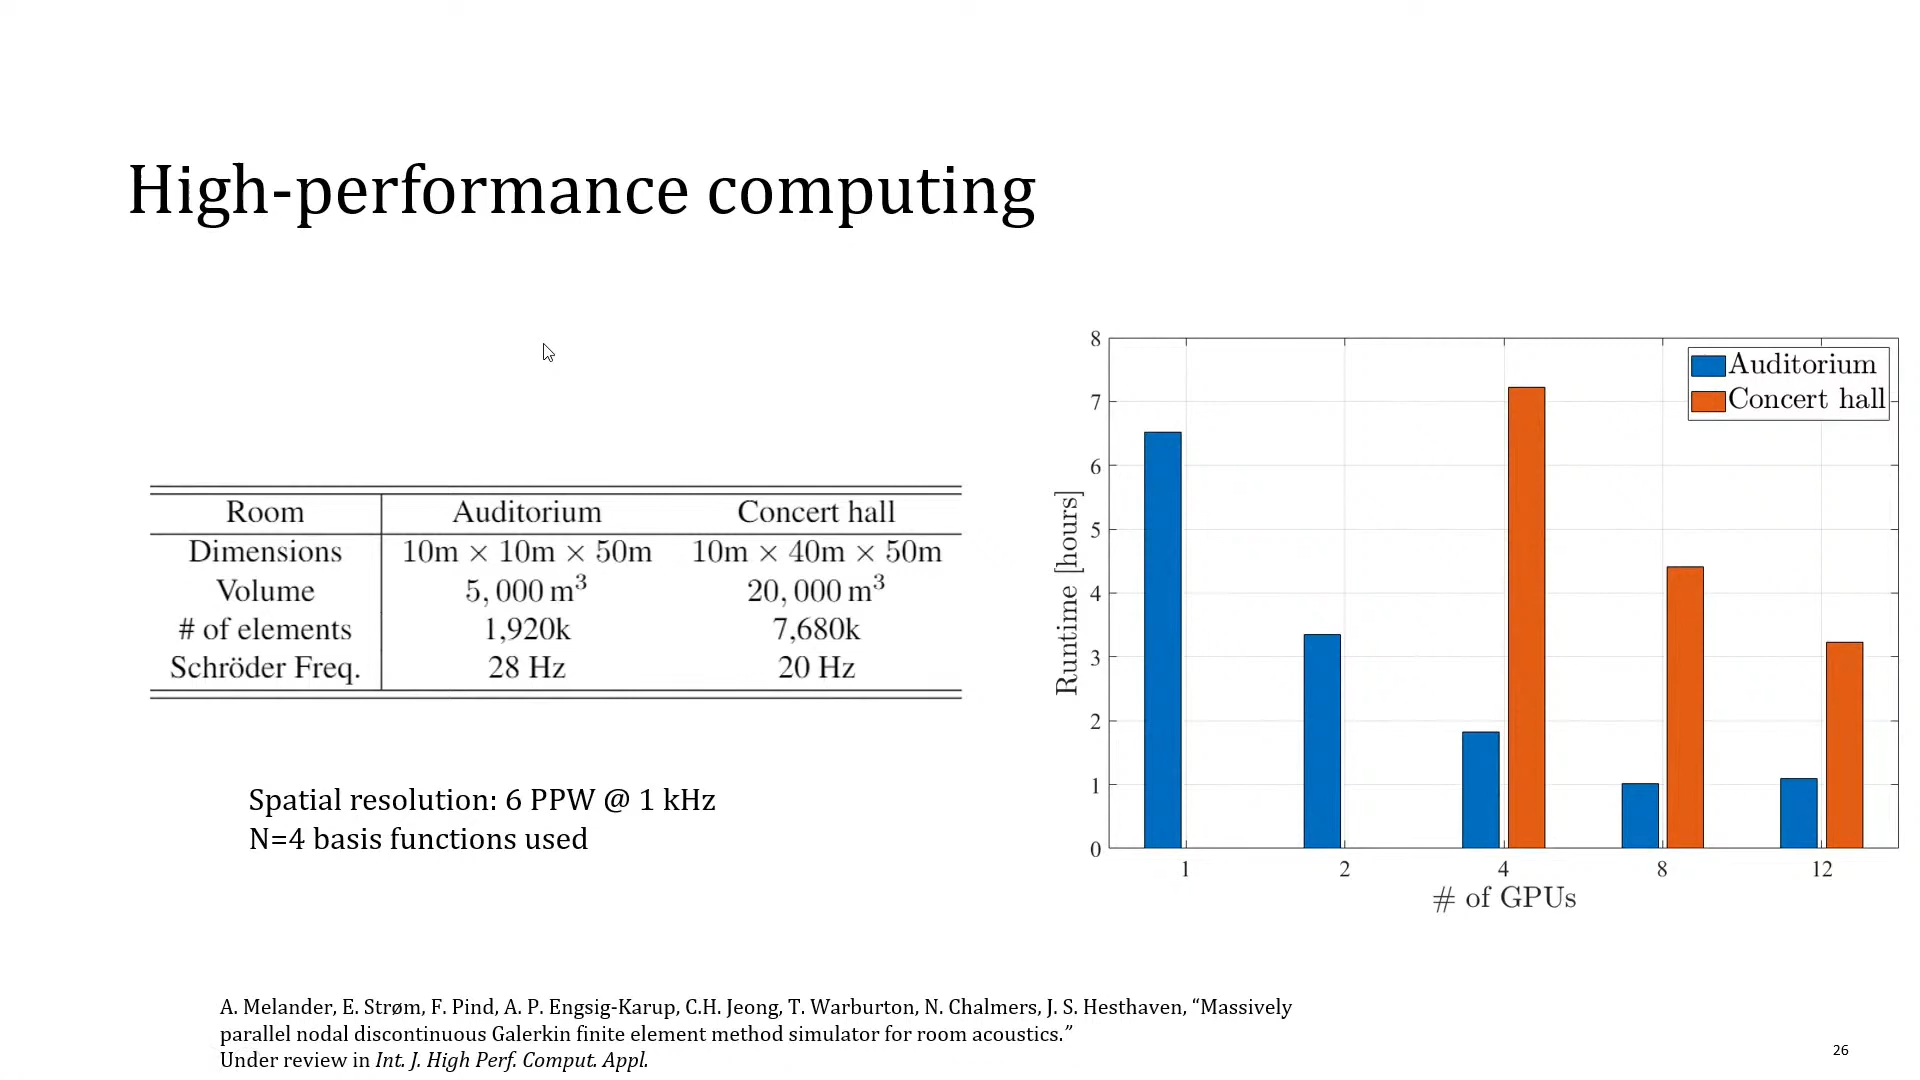 High-performance computing
Room Auditorium Concert hall
Dimensions 10m × 10m × 50m 10m × 40m × 50m
Volume 5,000 m³ 20,000 m³
# of elements 1,920k 7,680k
Schröder Freq. 28 Hz 20 Hz
Spatial resolution: 6 PPW @ 1 kHz
N=4 basis functions used
Auditorium
Concert hall
Runtime [hours]
8
7
6
5
4
3
2
1
0
1 2 4 8 12
# of GPUs
A. Melander, E. Strøm, F. Pind, A. P. Engsig-Karup, C.H. Jeong, T. Warburton, N. Chalmers, J. S. Hesthaven, “Massively
parallel nodal discontinuous Galerkin finite element method simulator for room acoustics.”
Under review in Int. J. High Perf. Comput. Appl.
26